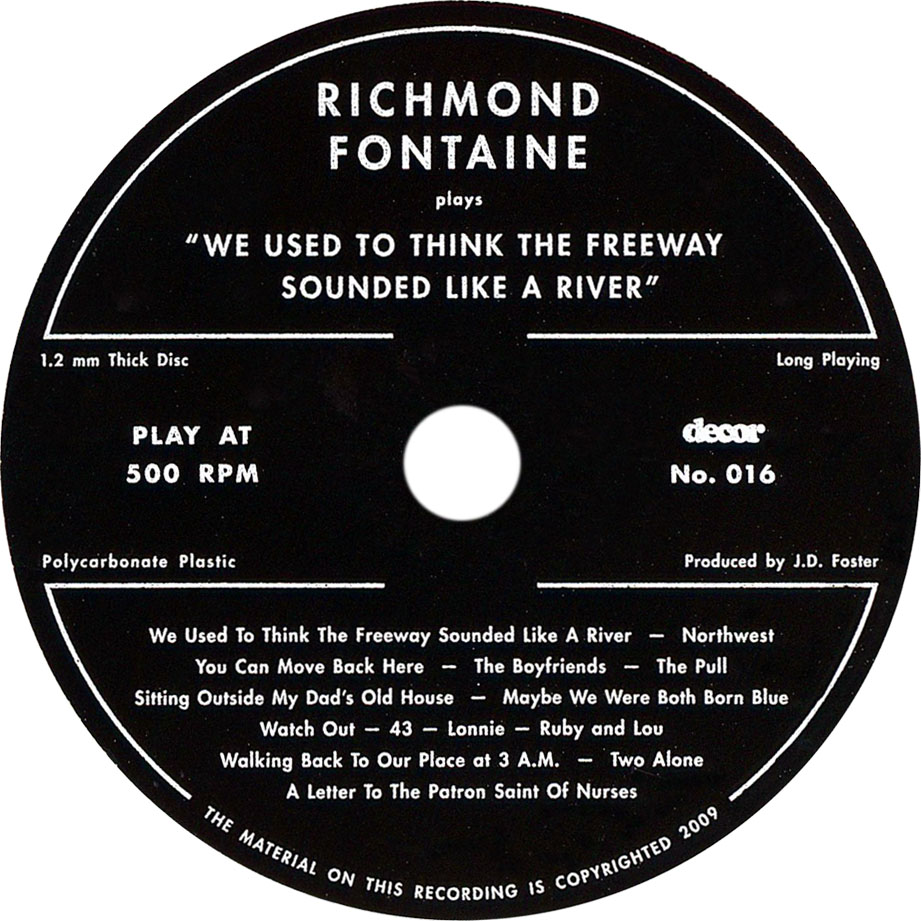 RICHMOND
FONTAINE
plays
“WE USED TO THINK THE FREEWAY
SOUNDED LIKE A RIVER”
1.2 mm Thick Disc
Long Playing
PLAY AT
500 RPM
decor
No. 016
Polycarbonate Plastic
Produced by J.D. Foster
We Used To Think The Freeway Sounded Like A River — Northwest
You Can Move Back Here — The Boyfriends — The Pull
Sitting Outside My Dad's Old House — Maybe We Were Both Born Blue
Watch Out — 43 — Lonnie — Ruby and Lou
Walking Back To Our Place at 3 A.M. — Two Alone
A Letter To The Patron Saint Of Nurses
THE MATERIAL ON THIS RECORDING IS COPYRIGHTED 2009